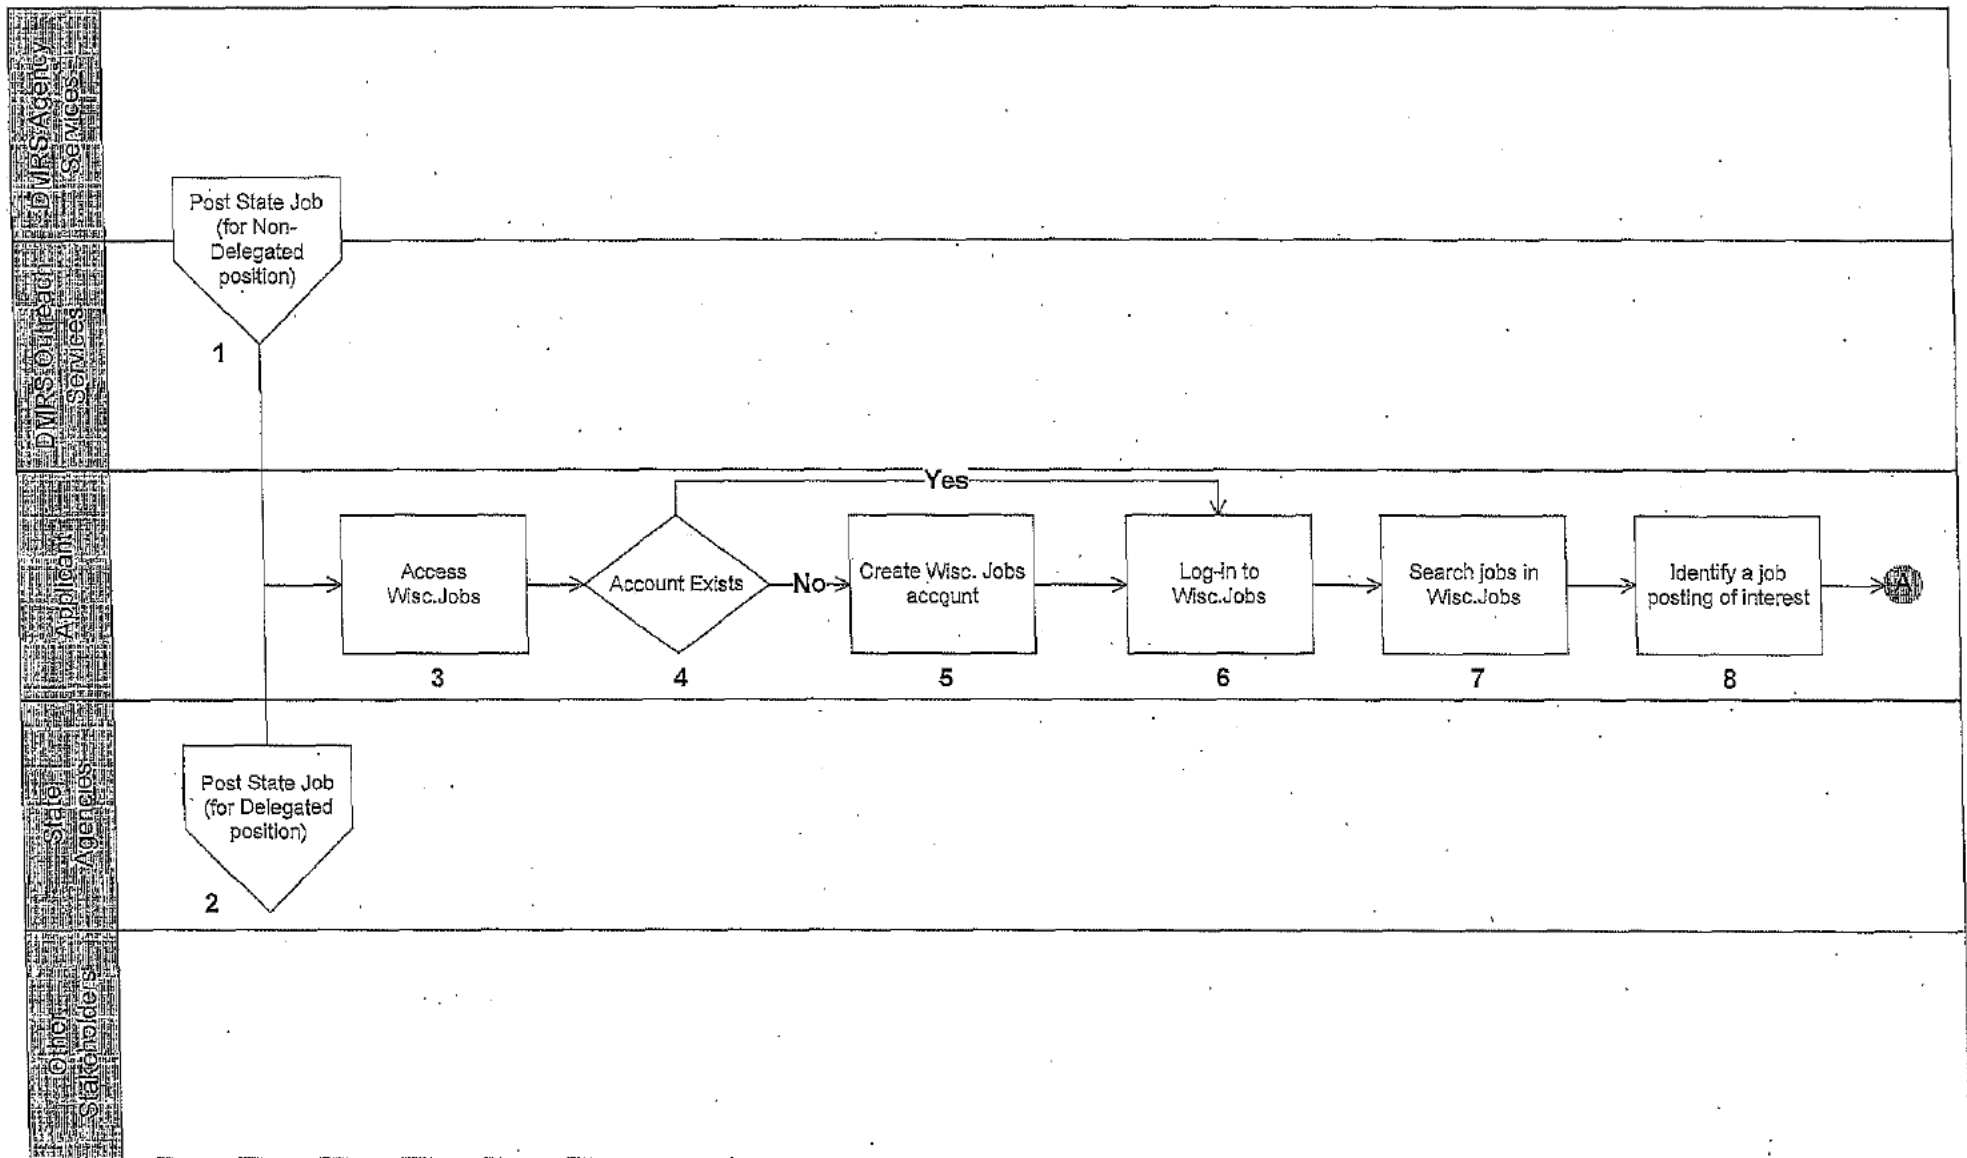 DMRS Agency
Services
DMRS Outreach
Services
Applicant
State
Agencies
Other
Stakeholders
Post State Job
(for Non-
Delegated
position)
1
Yes
Access
Wisc.Jobs
3
Account Exists
4
No
Create Wisc. Jobs
account
5
Log-in to
Wisc.Jobs
6
Search jobs in
Wisc.Jobs
7
Identify a job
posting of interest
8
A
Post State Job
(for Delegated
position)
2